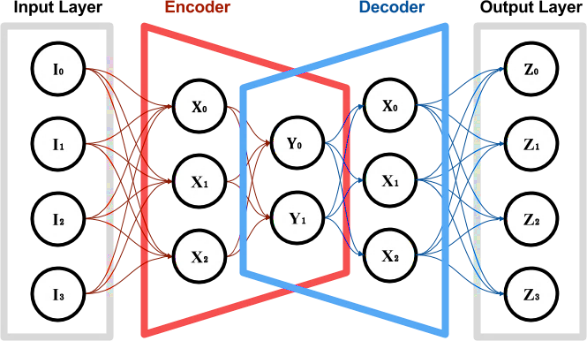 Input Layer
Encoder
Decoder
Output Layer
I0
I1
I2
I3
X0
X1
X2
Y0
Y1
X0
X1
X2
Z0
Z1
Z2
Z3